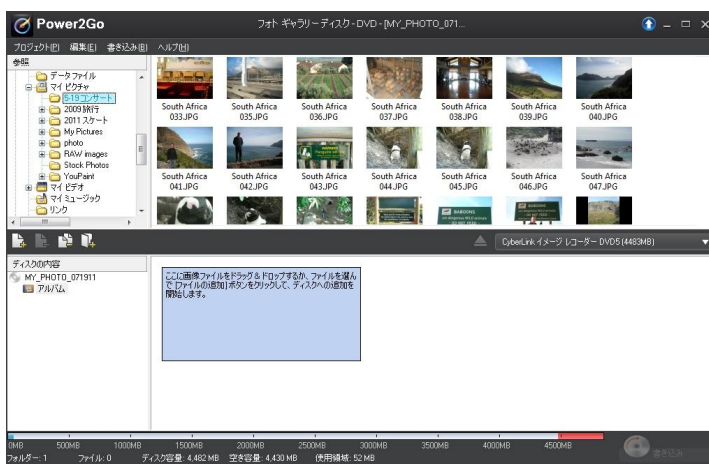 Power2Go
フォト ギャラリー ディスク - DVD - [MY_PHOTO_071...
プロジェクト(P) 編集(E) 書き込み(B) ヘルプ(H)
参照
データ ファイル
マイ ピクチャ
5-19コンサート
2009旅行
2011スケート
My Pictures
photo
RAW images
Stock Photos
YouPaint
マイ ビデオ
マイ ミュージック
リンク
South Africa 033.JPG
South Africa 035.JPG
South Africa 036.JPG
South Africa 037.JPG
South Africa 038.JPG
South Africa 039.JPG
South Africa 040.JPG
South Africa 041.JPG
South Africa 042.JPG
South Africa 043.JPG
South Africa 044.JPG
South Africa 045.JPG
South Africa 046.JPG
South Africa 047.JPG
BABOONS
BABOONS
CyberLink イメージ レコーダー DVD5 (4483MB)
ディスクの内容
MY_PHOTO_071911
アルバム
ここに画像ファイルをドラッグ & ドロップするか、ファイルを選ん
で [ファイルの追加] ボタンをクリックして、ディスクへの追加を
開始します。
0MB 500MB 1000MB 1500MB 2000MB 2500MB 3000MB 3500MB 4000MB 4500MB
フォルダー: 1 ファイル: 0 ディスク容量: 4,482 MB 空き容量: 4,430 MB 使用領域: 52 MB
書き込み